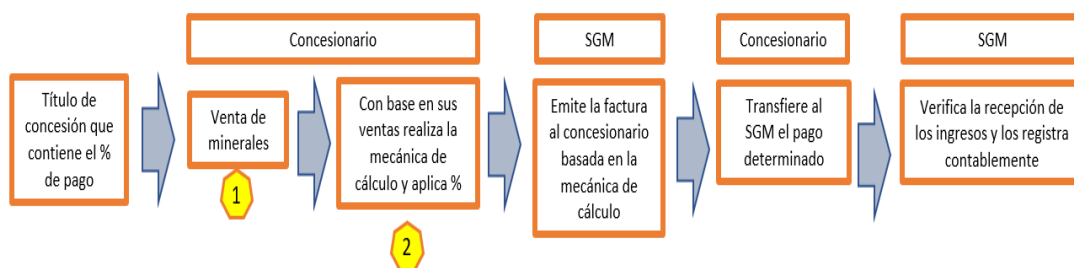 Concesionario
SGM
Concesionario
SGM
Título de
concesión que
contiene el %
de pago
Venta de
minerales
1
Con base en sus
ventas realiza la
mecánica de
cálculo y aplica %
2
Emite la factura
al concesionario
basada en la
mecánica de
cálculo
Transfiere al
SGM el pago
determinado
Verifica la recepción de
los ingresos y los registra
contablemente